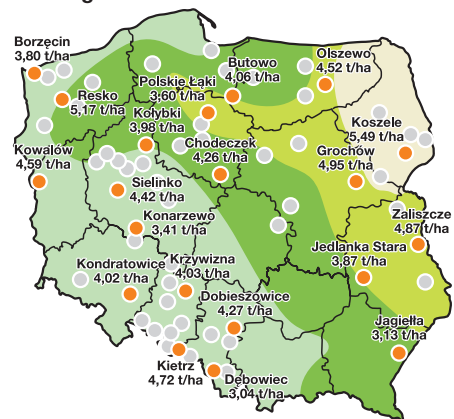 Borzęcin
3,80 t/ha
Resko
5,17 t/ha
Polskie Łąki
3,60 t/ha
Butowo
4,06 t/ha
Olszewo
4,52 t/ha
Kołybki
3,98 t/ha
Chodeczek
4,26 t/ha
Koszele
5,49 t/ha
Grochów
4,95 t/ha
Kowalów
4,59 t/ha
Sielinko
4,42 t/ha
Konarzewo
3,41 t/ha
Zaliszcze
4,87 t/ha
Jedlanka Stara
3,87 t/ha
Kondratowice
4,02 t/ha
Krzywizna
4,03 t/ha
Dobieszowice
4,27 t/ha
Jagiełła
3,13 t/ha
Kietrz
4,72 t/ha
Dębowiec
3,04 t/ha